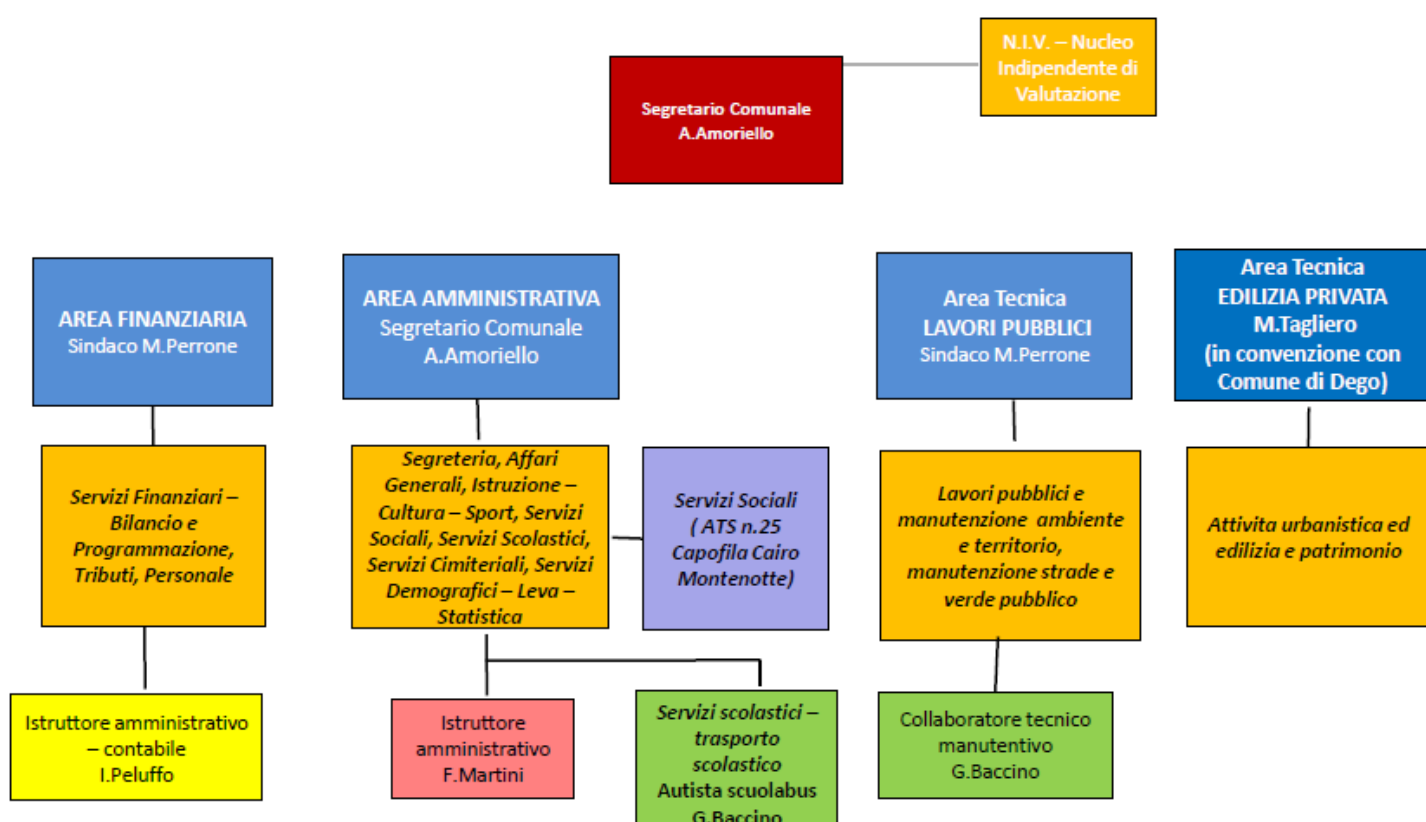 N.I.V. – Nucleo
Indipendente di
Valutazione
Segretario Comunale
A.Amoriello
AREA FINANZIARIA
Sindaco M.Perrone
AREA AMMINISTRATIVA
Segretario Comunale
A.Amoriello
Area Tecnica
LAVORI PUBBLICI
Sindaco M.Perrone
Area Tecnica
EDILIZIA PRIVATA
M.Tagliero
(in convenzione con
Comune di Dego)
Servizi Finanziari –
Bilancio e
Programmazione,
Tributi, Personale
Segreteria, Affari
Generali, Istruzione –
Cultura – Sport, Servizi
Sociali, Servizi Scolastici,
Servizi Cimiteriali, Servizi
Demografici – Leva –
Statistica
Servizi Sociali
( ATS n.25
Capofila Cairo
Montenotte)
Lavori pubblici e
manutenzione ambiente
e territorio,
manutenzione strade e
verde pubblico
Attivita urbanistica ed
edilizia e patrimonio
Istruttore amministrativo
– contabile
I.Peluffo
Istruttore
amministrativo
F.Martini
Servizi scolastici –
trasporto
scolastico
Autista scuolabus
G.Baccino
Collaboratore tecnico
manutentivo
G.Baccino